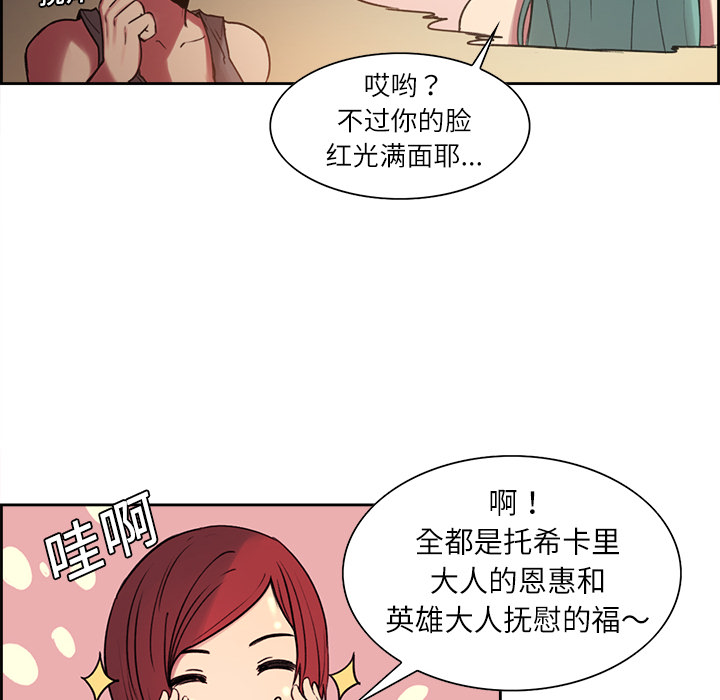 哎哟？
不过你的脸
红光满面耶...
哇啊
啊！
全都是托希卡里
大人的恩惠和
英雄大人抚慰的福～